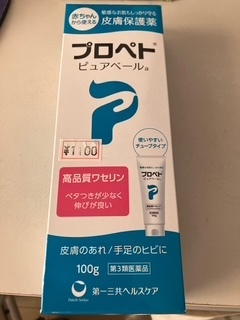 赤ちゃんから使える
敏感なお肌もしっかり守る
皮膚保護薬
プロペト®
ピュアベールa
¥1,100
高品質ワセリン
ベタつきが少なく
伸びが良い
使いやすい
チューブタイプ
プロペト
ピュアベール
皮膚のあれ/手足のヒビに
100g
第3類医薬品
第一三共ヘルスケア